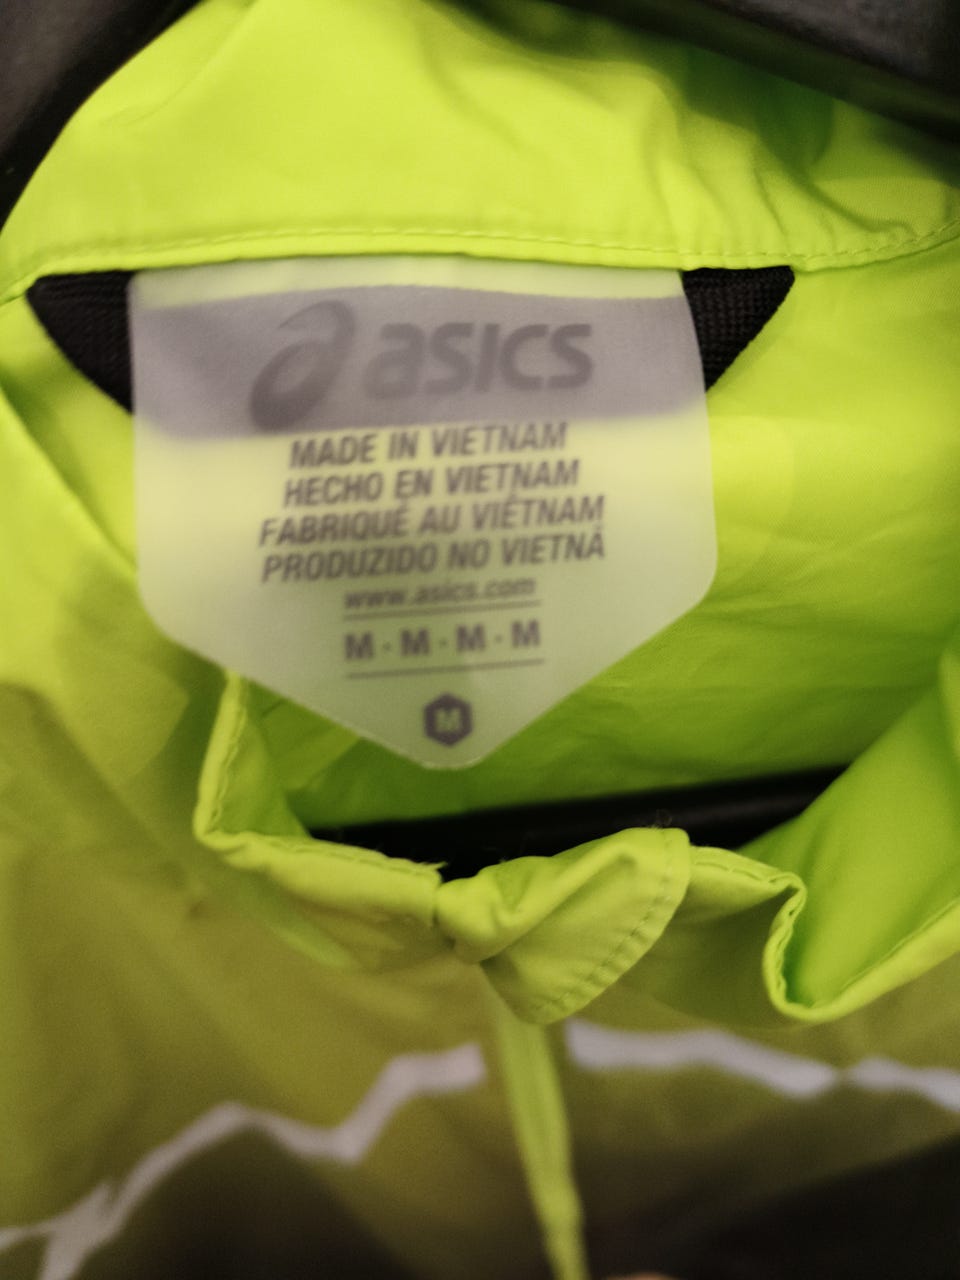 asics
MADE IN VIETNAM
HECHO EN VIETNAM
FABRIQUÉ AU VIÊTNAM
PRODUZIDO NO VIETNÃ
www.asics.com
M · M · M · M
M